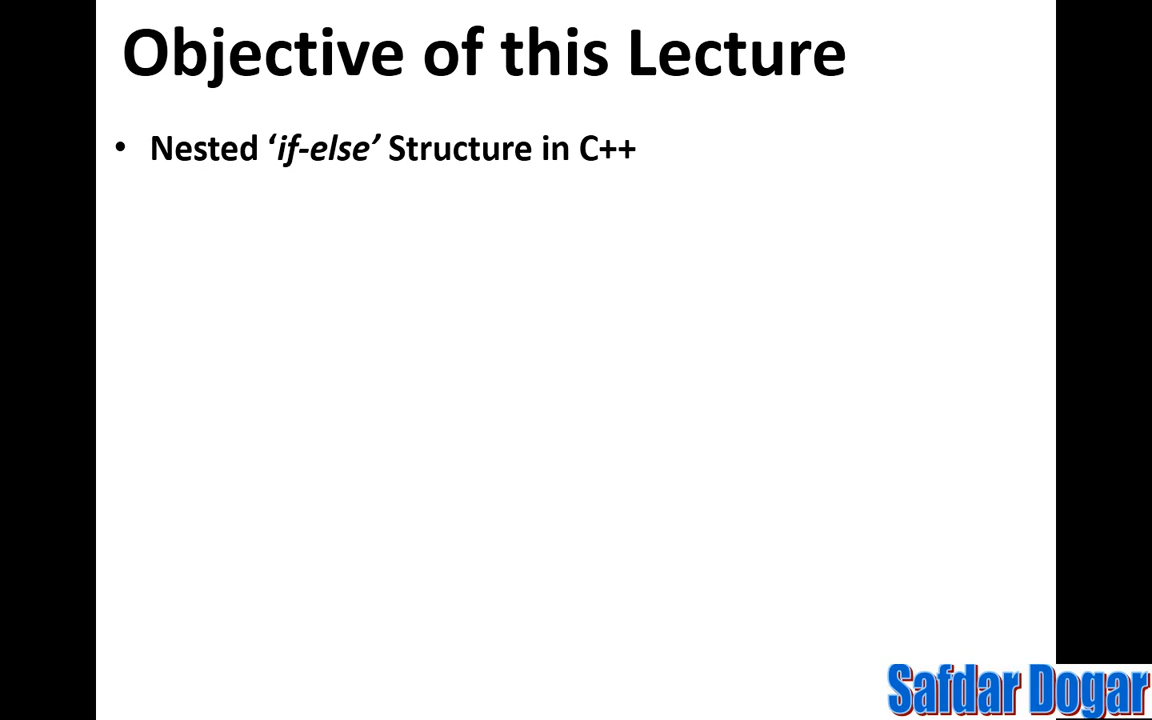 Objective of this Lecture
• Nested ‘if-else’ Structure in C++
Safdar Dogar